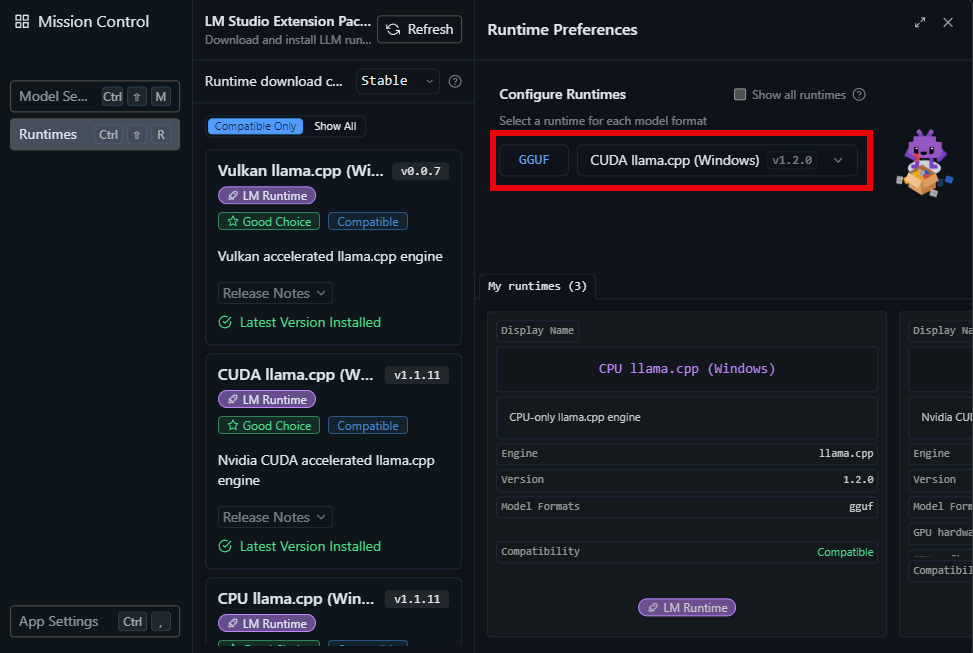 Mission Control
Model Se... Ctrl ⇧ M
Runtimes Ctrl ⇧ R
App Settings Ctrl ,
LM Studio Extension Pac...
Download and install LLM run...
Refresh
Runtime download c... Stable
Compatible Only Show All
Vulkan llama.cpp (Wi... v0.0.7
LM Runtime
Good Choice Compatible
Vulkan accelerated llama.cpp engine
Release Notes
Latest Version Installed
CUDA llama.cpp (W... v1.1.11
LM Runtime
Good Choice Compatible
Nvidia CUDA accelerated llama.cpp
engine
Release Notes
Latest Version Installed
CPU llama.cpp (Win... v1.1.11
LM Runtime
Runtime Preferences
Configure Runtimes
Show all runtimes
Select a runtime for each model format
GGUF CUDA llama.cpp (Windows) v1.2.0
My runtimes (3)
Display Name
CPU llama.cpp (Windows)
CPU-only llama.cpp engine
Engine llama.cpp
Version 1.2.0
Model Formats gguf
Compatibility Compatible
LM Runtime
Display Na
Nvidia CUI
Engine
Version
Model Form
GPU hardwa
Compatibil